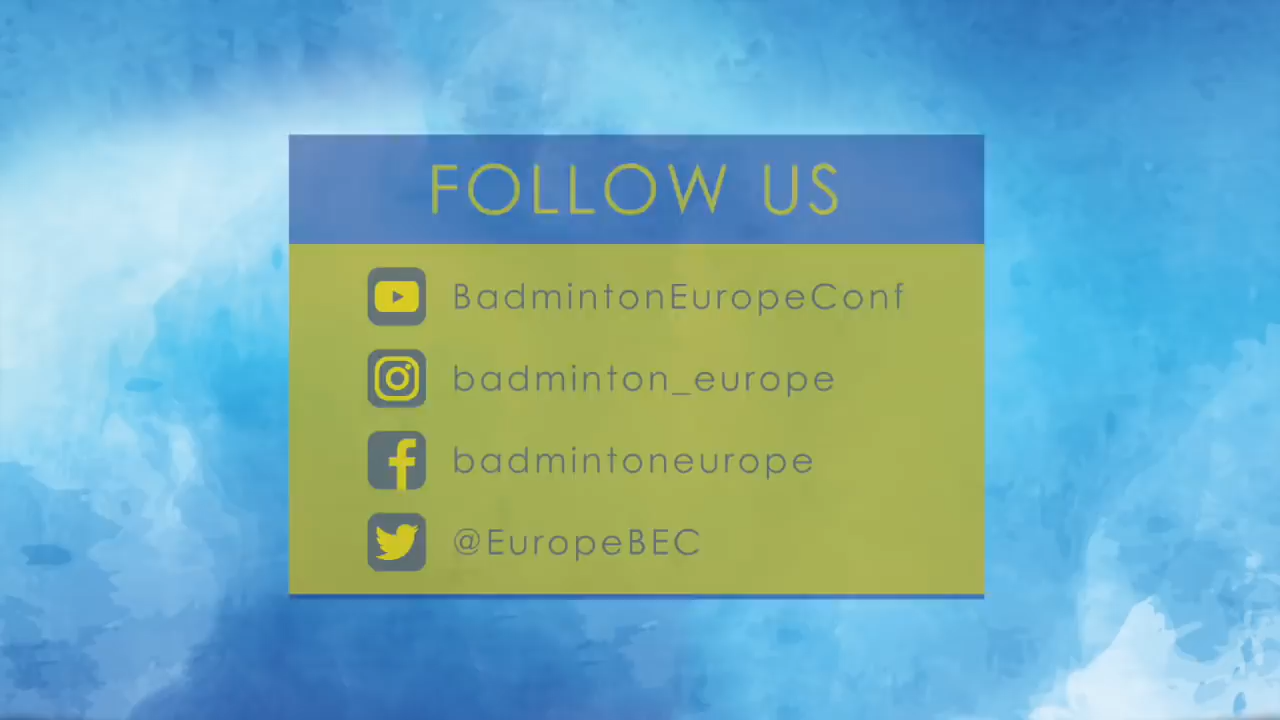 FOLLOW US
BadmintonEuropeConf
badminton_europe
badmintoneurope
@EuropeBEC